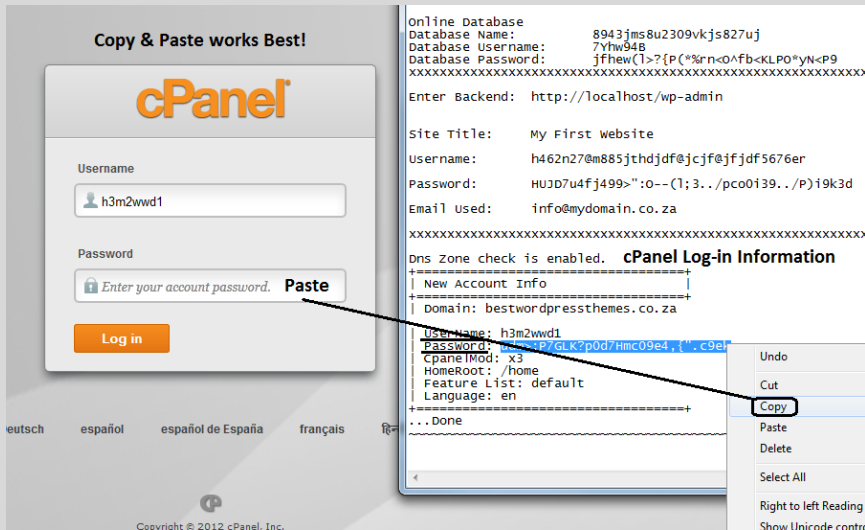 Copy & Paste works Best!
cPanel
Username
h3m2wwd1
Password
Enter your account password.
Paste
Log in
eutsch español español de España français
Copyright © 2012 cPanel, Inc.
Online Database
Database Name: 8943jms8u2309vkjs827uj
Database Username: 7Yhw94B
Database Password: jfhew(l>?{P(*%rn<O^fb<KLPO*yN<P9
xxxxxxxxxxxxxxxxxxxxxxxxxxxxxxxxxxxxxxxxxxxxxxxxxxxxxxxxxxxx
Enter Backend: http://localhost/wp-admin
Site Title: My First Website
Username: h462n27@m885jthdjdf@jcjf@jfjdf5676er
Password: HUJD7u4fj499>":O--(l;3../pco0i39../P)i9k3d
Email Used: info@mydomain.co.za
xxxxxxxxxxxxxxxxxxxxxxxxxxxxxxxxxxxxxxxxxxxxxxxxxxxxxxxxxxxx
Dns Zone check is enabled. cPanel Log-in Information
+===================================+
| New Account Info |
+===================================+
| Domain: bestwordpressthemes.co.za
| UserName: h3m2wwd1
| Password:
| CpanelMod: x3
| HomeRoot: /home
| Feature List: default
| Language: en
+===================================+
...Done
~~~~~~~~~~~~~~~~~~~~~~~~~~~~~~~~~~~~~~~~~~
Undo
Cut
Copy
Paste
Delete
Select All
Right to left Reading
Show Unicode contr